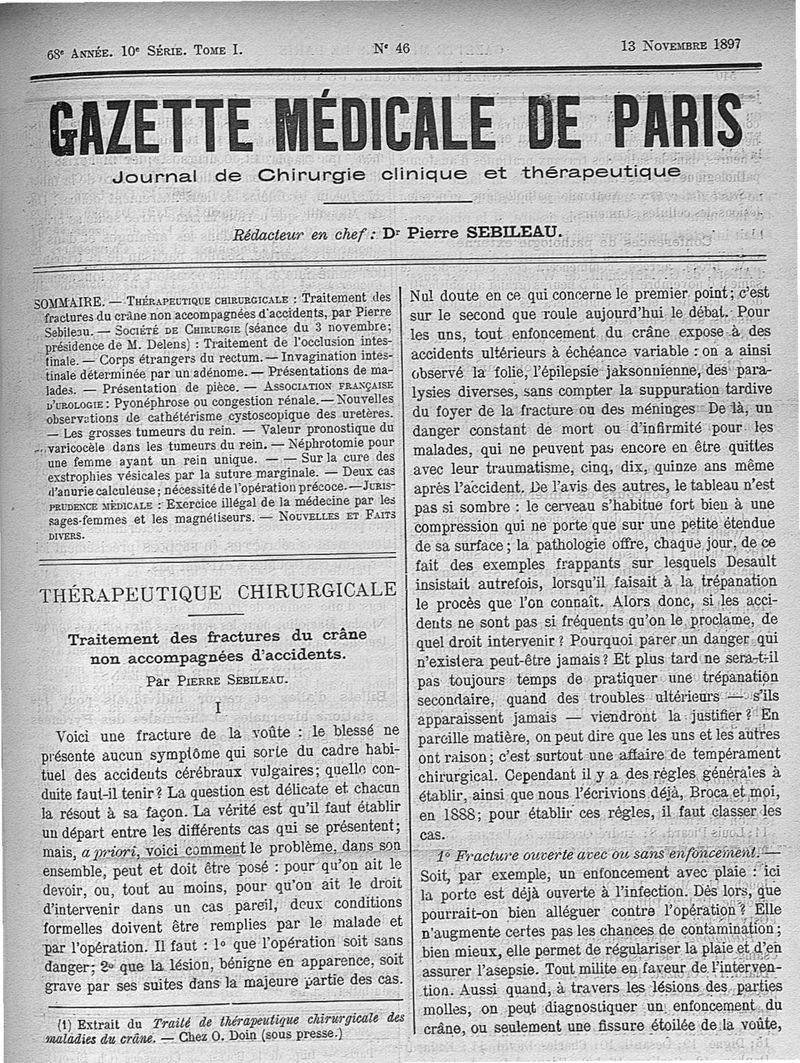 68e Année. 10e Série. Tome I.
No 46
13 Novembre 1897
GAZETTE MÉDICALE DE PARIS
Journal de Chirurgie clinique et thérapeutique
Rédacteur en chef : Dr Pierre SEBILEAU.
SOMMAIRE. — Thérapeutique chirurgicale : Traitement des
fractures du crâne non accompagnées d'accidents, par Pierre
Sebileau. — Société de Chirurgie (séance du 3 novembre;
présidence de M. Delens) : Traitement de l'occlusion intes-
tinale. — Corps étrangers du rectum. — Invagination intes-
tinale déterminée par un adénome. — Présentations de ma-
lades. — Présentation de pièce. — Association française
d'urologie : Pyonéphrose ou congestion rénale. — Nouvelles
observations de cathétérisme cystoscopique des uretères.
— Les grosses tumeurs du rein. — Valeur pronostique du
varicocèle dans les tumeurs du rein. — Néphrotomie pour
une femme ayant un rein unique. — — Sur la cure des
exstrophies vésicales par la suture marginale. — Deux cas
d'anurie calculeuse; nécessité de l'opération précoce. — Juris-
prudence médicale : Exercice illégal de la médecine par les
sages-femmes et les magnétiseurs. — Nouvelles et Faits
divers.
THÉRAPEUTIQUE CHIRURGICALE
Traitement des fractures du crâne
non accompagnées d'accidents.
Par Pierre Sebileau.
I
Voici une fracture de la voûte : le blessé ne
présente aucun symptôme qui sorte du cadre habi-
tuel des accidents cérébraux vulgaires; quelle con-
duite faut-il tenir? La question est délicate et chacun
la résout à sa façon. La vérité est qu'il faut établir
un départ entre les différents cas qui se présentent;
mais, a priori, voici comment le problème, dans son
ensemble, peut et doit être posé : pour qu'on ait le
devoir, ou, tout au moins, pour qu'on ait le droit
d'intervenir dans un cas pareil, deux conditions
formelles doivent être remplies par le malade et
par l'opération. Il faut : 1o que l'opération soit sans
danger; 2o que la lésion, bénigne en apparence, soit
grave par ses suites dans la majeure partie des cas.
(1) Extrait du Traité de thérapeutique chirurgicale des
maladies du crâne. — Chez O. Doin (sous presse.)
Nul doute en ce qui concerne le premier point; c'est
sur le second que roule aujourd'hui le débat. Pour
les uns, tout enfoncement du crâne expose à des
accidents ultérieurs à échéance variable : on a ainsi
observé la folie, l'épilepsie jaksonnienne, des para-
lysies diverses, sans compter la suppuration tardive
du foyer de la fracture ou des méninges. De là, un
danger constant de mort ou d'infirmité pour les
malades, qui ne peuvent pas encore en être quittes
avec leur traumatisme, cinq, dix, quinze ans même
après l'accident. De l'avis des autres, le tableau n'est
pas si sombre : le cerveau s'habitue fort bien à une
compression qui ne porte que sur une petite étendue
de sa surface; la pathologie offre, chaque jour, de ce
fait des exemples frappants sur lesquels Desault
insistait autrefois, lorsqu'il faisait à la trépanation
le procès que l'on connaît. Alors donc, si les acci-
dents ne sont pas si fréquents qu'on le proclame, de
quel droit intervenir? Pourquoi parer un danger qui
n'existera peut-être jamais? Et plus tard ne sera-t-il
pas toujours temps de pratiquer une trépanation
secondaire, quand des troubles ultérieurs — s'ils
apparaissent jamais — viendront la justifier? En
pareille matière, on peut dire que les uns et les autres
ont raison; c'est surtout une affaire de tempérament
chirurgical. Cependant il y a des règles générales à
établir, ainsi que nous l'écrivions déjà, Broca et moi,
en 1888; pour établir ces règles, il faut classer les
cas.
1o Fracture ouverte avec ou sans enfoncement. —
Soit, par exemple, un enfoncement avec plaie : ici
la porte est déjà ouverte à l'infection. Dès lors, que
pourrait-on bien alléguer contre l'opération? Elle
n'augmente certes pas les chances de contamination;
bien mieux, elle permet de régulariser la plaie et d'en
assurer l'asepsie. Tout milite en faveur de l'interven-
tion. Aussi quand, à travers les lésions des parties
molles, on peut diagnostiquer un enfoncement du
crâne, ou seulement une fissure étoilée de la voûte,